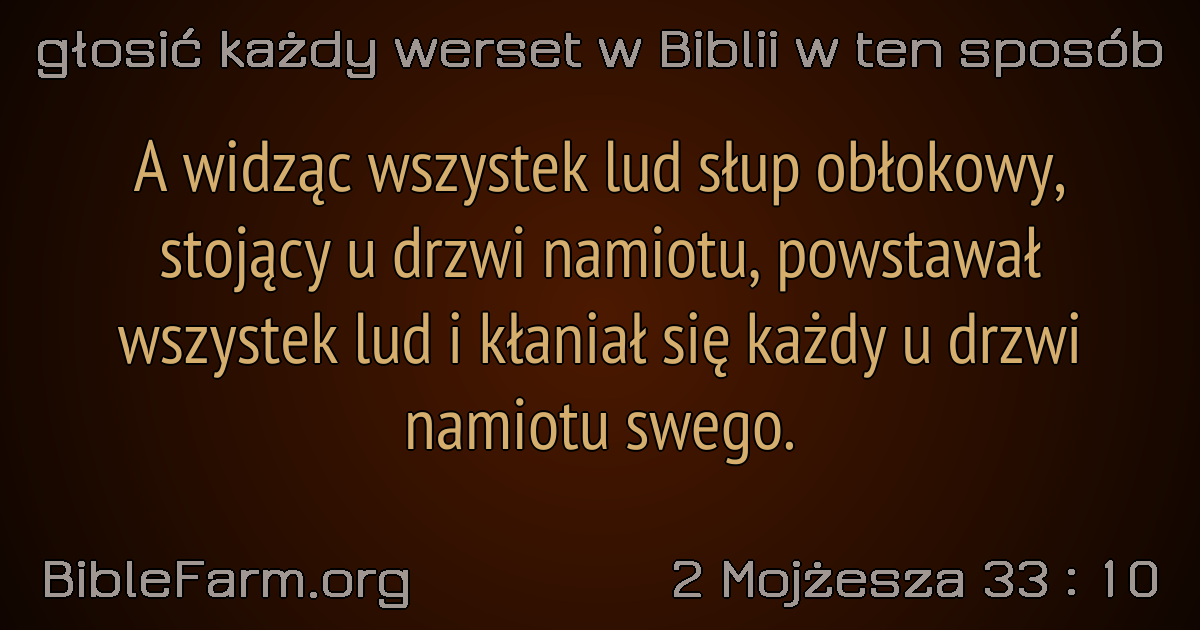 głosić każdy werset w Biblii w ten sposób
A widząc wszystek lud słup obłokowy,
stojący u drzwi namiotu, powstawał
wszystek lud i kłaniał się każdy u drzwi
namiotu swego.
BibleFarm.org
2 Mojżesza 33 : 10